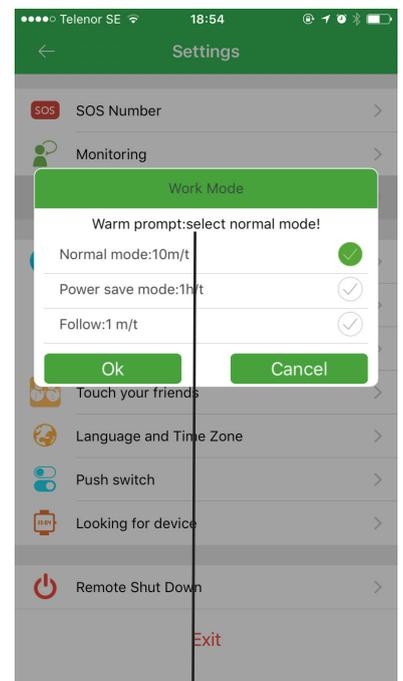 Telenor SE 18:54
Settings
SOS SOS Number
Monitoring
Work Mode
Warm prompt:select normal mode!
Normal mode:10m/t
Power save mode:1h/t
Follow:1 m/t
Ok Cancel
Touch your friends
Language and Time Zone
Push switch
Looking for device
Remote Shut Down
Exit